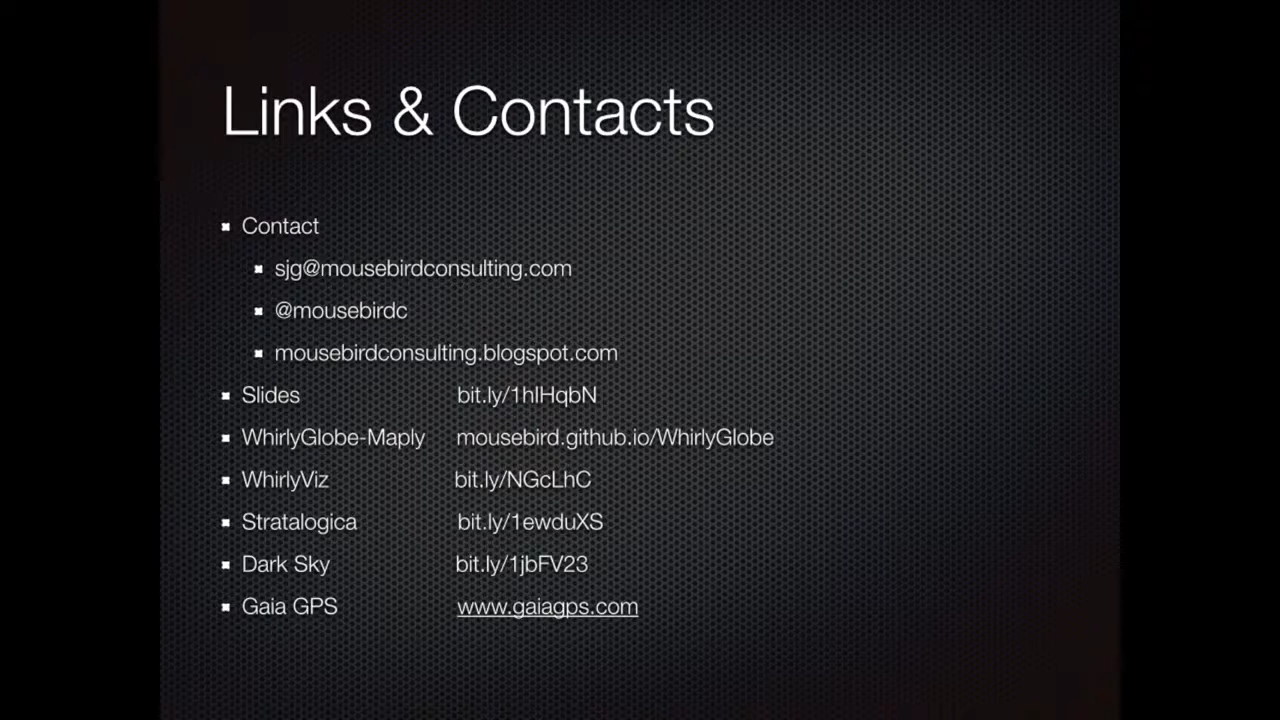 Links & Contacts
Contact
sjg@mousebirdconsulting.com
@mousebirdc
mousebirdconsulting.blogspot.com
Slides bit.ly/1hIHqbN
WhirlyGlobe-Maply mousebird.github.io/WhirlyGlobe
WhirlyViz bit.ly/NGcLhC
Stratalogica bit.ly/1ewduXS
Dark Sky bit.ly/1jbFV23
Gaia GPS www.gaiagps.com